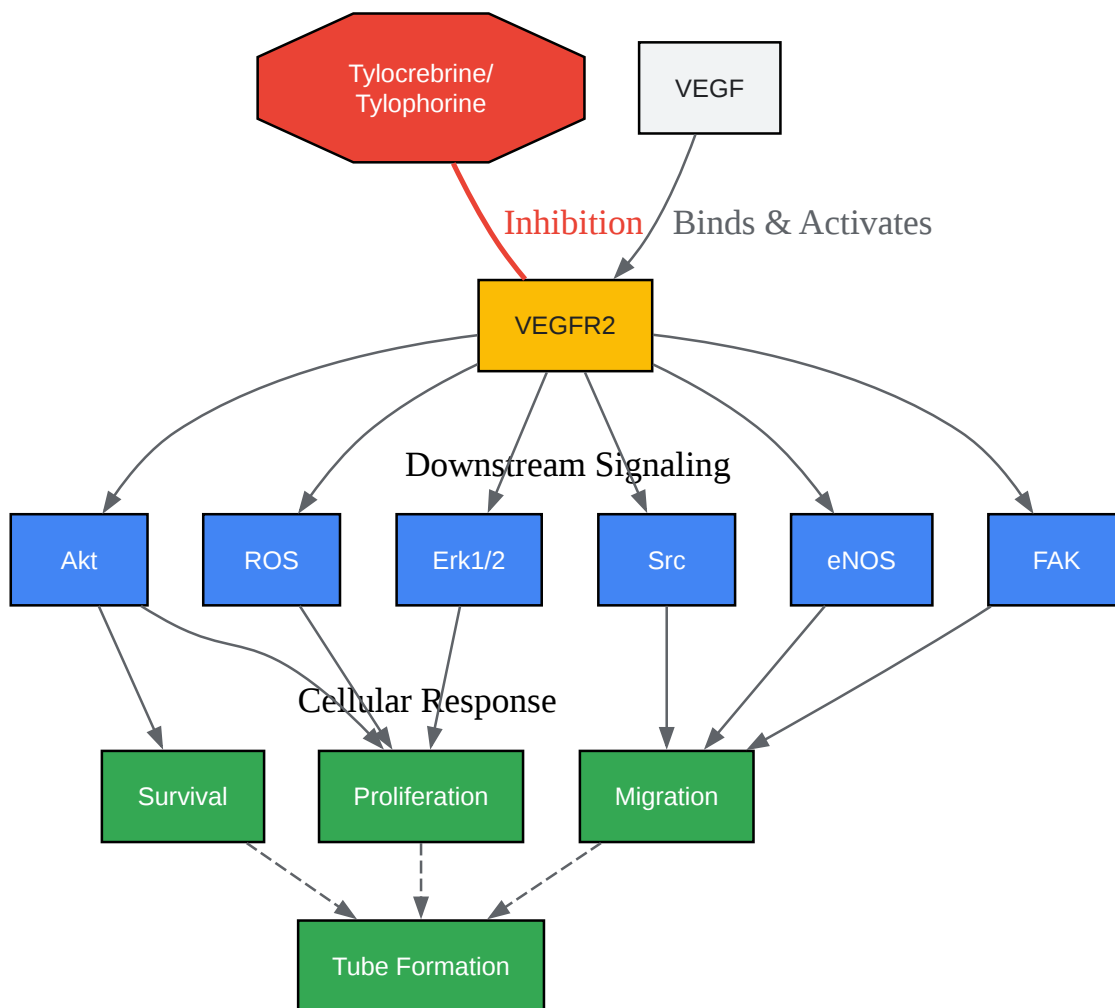 Tylocrebrine/
Tylophorine
VEGF
Inhibition
Binds & Activates
VEGFR2
Downstream Signaling
Akt
ROS
Erk1/2
Src
eNOS
FAK
Cellular Response
Survival
Proliferation
Migration
Tube Formation